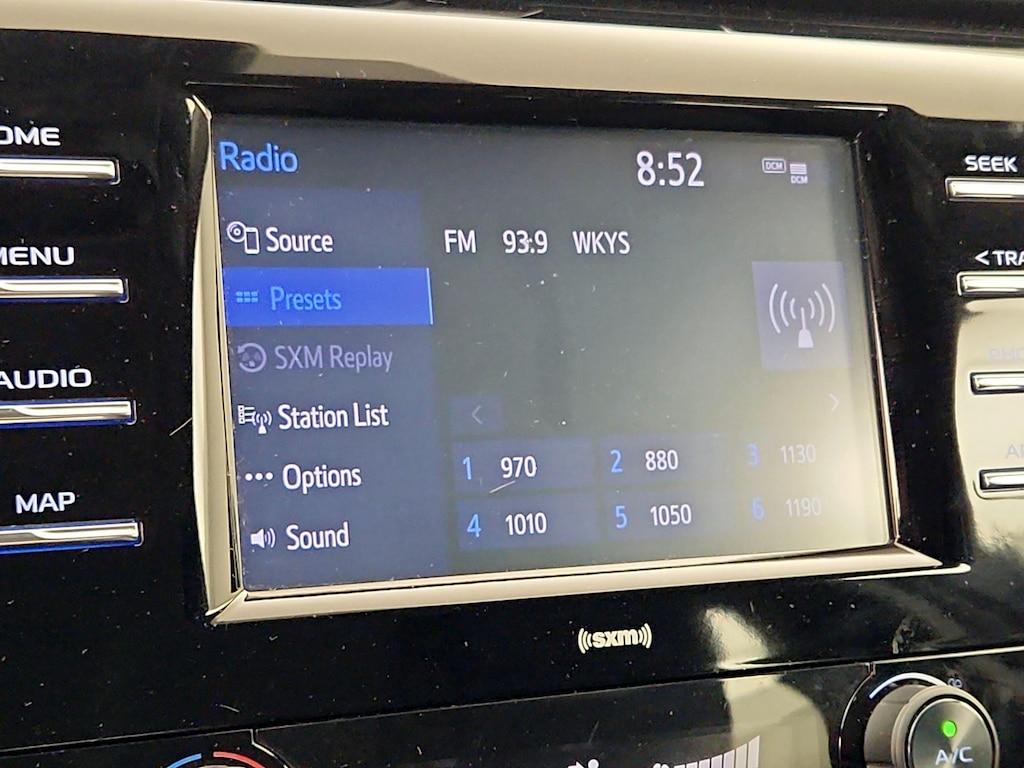 OME
MENU
AUDIO
MAP
Radio
8:52
DCM
DCM
Source
Presets
SXM Replay
Station List
Options
Sound
FM 93.9 WKYS
<
>
1 970
2 880
3 1130
4 1010
5 1050
6 1190
SEEK
< TRA
((sxm))
A/C